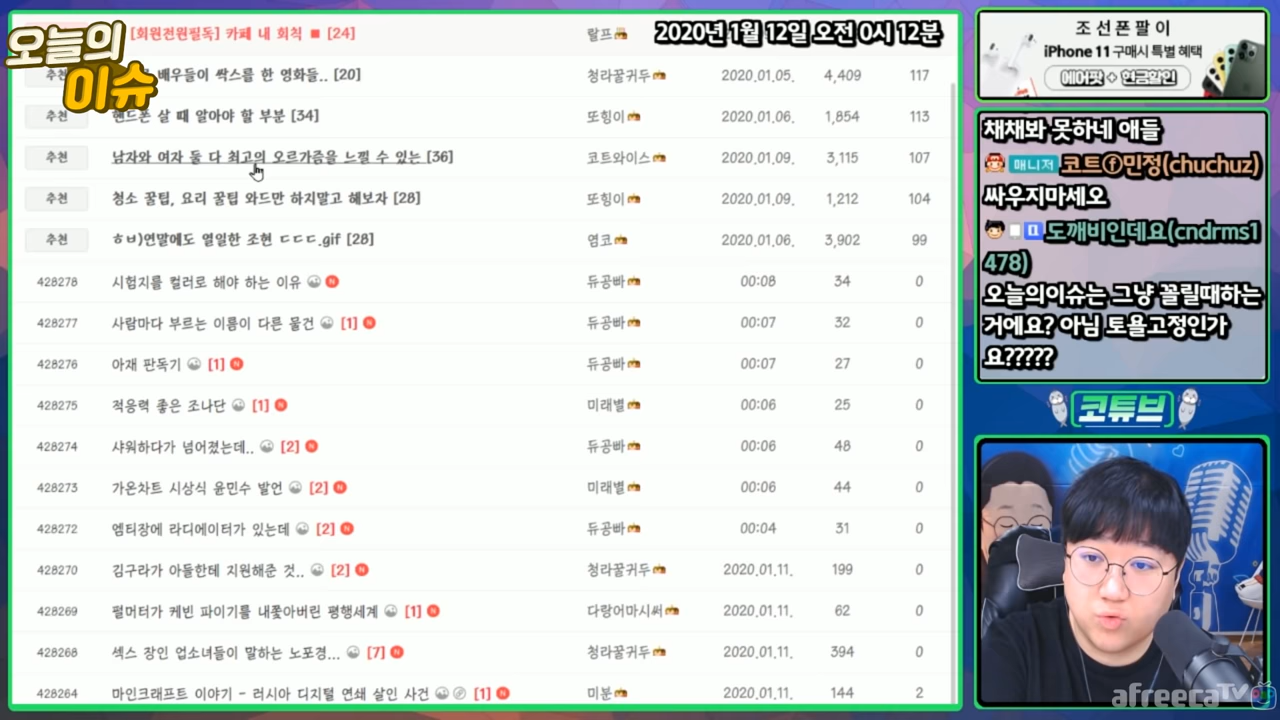 오늘의
이슈
[회원전원필독] 카페 내 회칙 ■ [24] 랄프
2020년 1월 12일 오전 0시 12분
추천 배우들이 싹스를 한 영화들.. [20] 청라꿀귀두 2020.01.05. 4,409 117
추천 핸드폰 살 때 알아야 할 부분 [34] 또힝이 2020.01.06. 1,854 113
추천 남자와 여자 둘 다 최고의 오르가즘을 느낄 수 있는 [36] 코트와이스 2020.01.09. 3,115 107
추천 청소 꿀팁, 요리 꿀팁 와드만 하지말고 해보자 [28] 또힝이 2020.01.09. 1,212 104
추천 ㅎㅂ)연말에도 열일한 조현 ㄷㄷㄷ.gif [28] 염코 2020.01.06. 3,902 99
428278 시험지를 컬러로 해야 하는 이유 N 듀공빠 00:08 34 0
428277 사람마다 부르는 이름이 다른 물건 [1] N 듀공빠 00:07 32 0
428276 아재 판독기 [1] N 듀공빠 00:07 27 0
428275 적응력 좋은 조나단 [1] N 미래별 00:06 25 0
428274 샤워하다가 넘어졌는데.. [2] N 듀공빠 00:06 48 0
428273 가온차트 시상식 윤민수 발언 [2] N 미래별 00:06 44 0
428272 엠티장에 라디에이터가 있는데 [2] N 듀공빠 00:04 31 0
428270 김구라가 아들한테 지원해준 것.. [2] N 청라꿀귀두 2020.01.11. 199 0
428269 펄머터가 케빈 파이기를 내쫓아버린 평행세계 [1] N 다랑어마시써 2020.01.11. 62 0
428268 섹스 장인 업소녀들이 말하는 노포경... [7] N 청라꿀귀두 2020.01.11. 394 0
428264 마인크래프트 이야기 - 러시아 디지털 연쇄 살인 사건 [1] N 미분 2020.01.11. 144 2
조선폰팔이
iPhone 11 구매시 특별 혜택
에어팟 + 현금할인
채채봐 못하네 애들
매니저 코트ⓕ민정(chuchuz)
싸우지마세오
도깨비인데요(cndrms1
478)
오늘의이슈는 그냥 꼴릴때하는
거에요? 아님 토욜고정인가
요?????
코튜브
afreecaTV